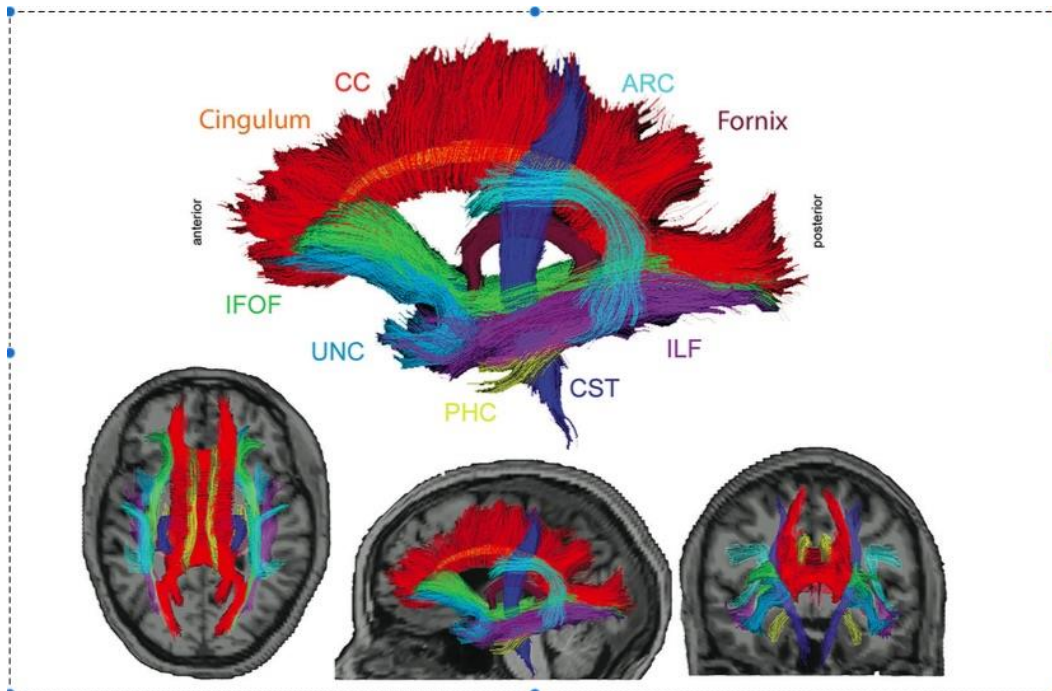 CC
ARC
Cingulum
Fornix
anterior
posterior
IFOF
UNC
ILF
CST
PHC